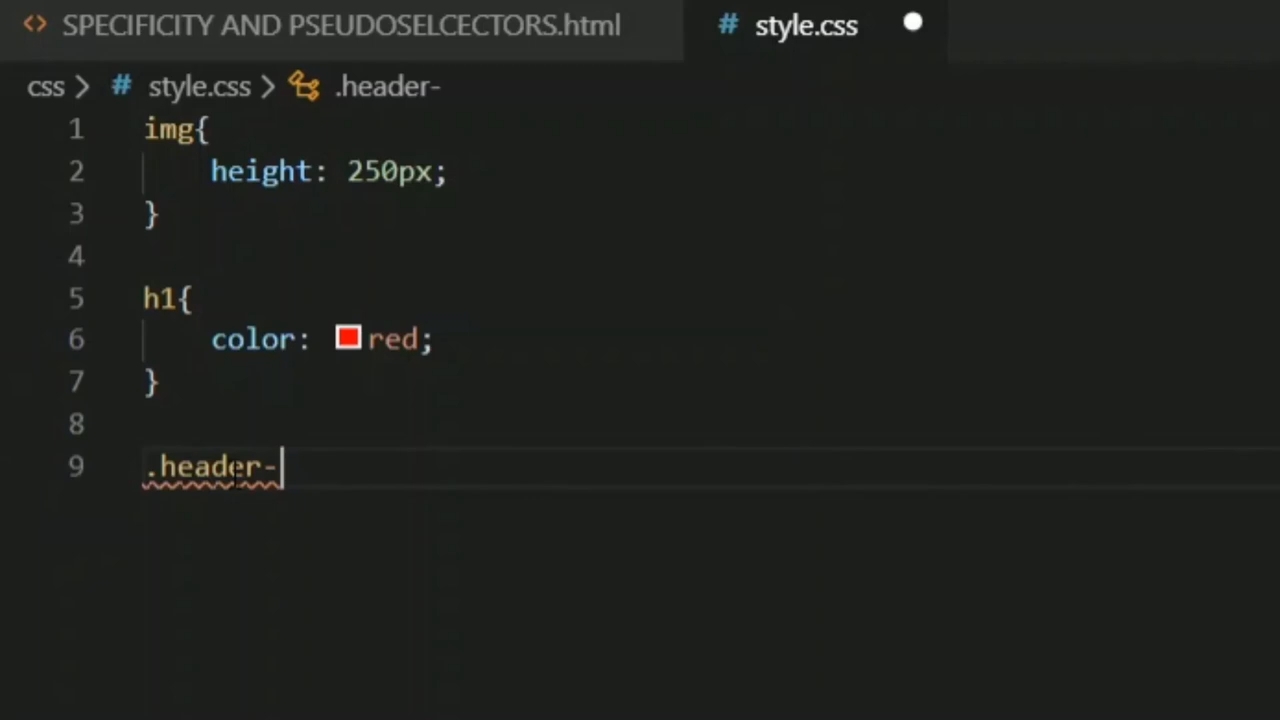 SPECIFICITY AND PSEUDOSELCECTORS.html # style.css
css > # style.css > .header-
1 img{
2 height: 250px;
3 }
4
5 h1{
6 color: red;
7 }
8
9 .header-